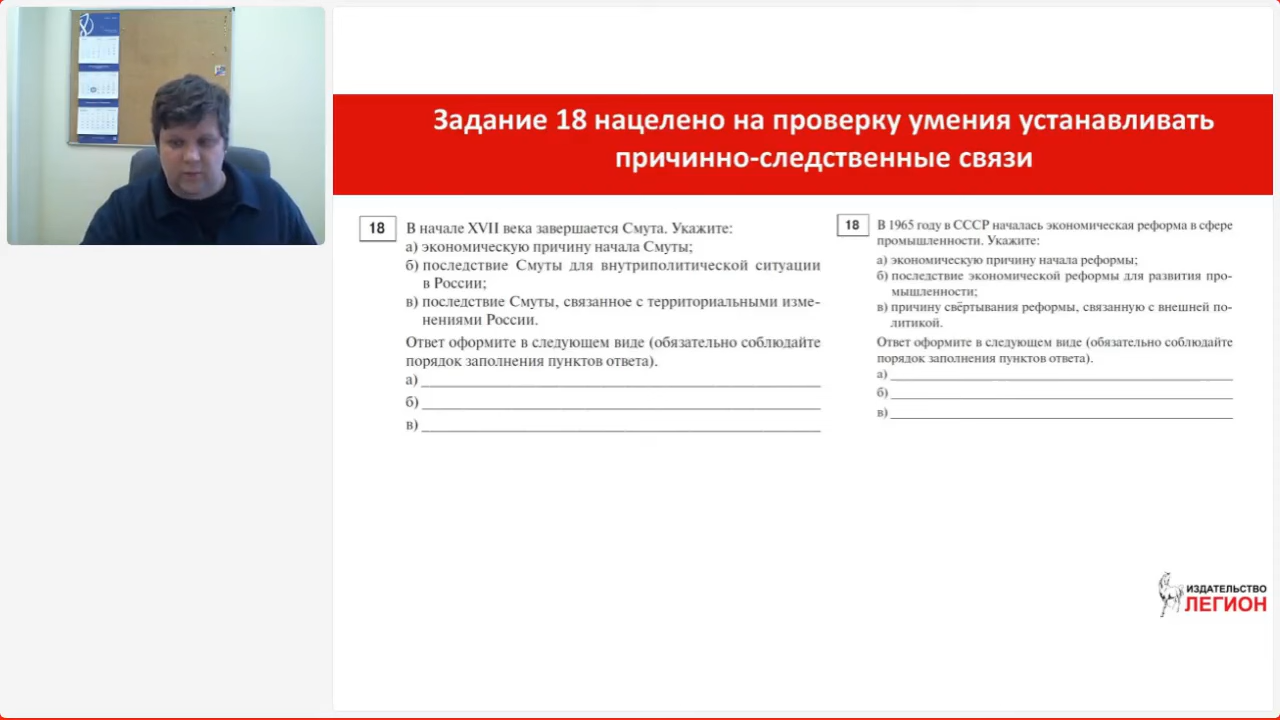 Задание 18 нацелено на проверку умения устанавливать
причинно-следственные связи
18
В начале XVII века завершается Смута. Укажите:
а) экономическую причину начала Смуты;
б) последствие Смуты для внутриполитической ситуации
в России;
в) последствие Смуты, связанное с территориальными изме-
нениями России.
Ответ оформите в следующем виде (обязательно соблюдайте
порядок заполнения пунктов ответа).
а)
б)
в)
18
В 1965 году в СССР началась экономическая реформа в сфере
промышленности. Укажите:
а) экономическую причину начала реформы;
б) последствие экономической реформы для развития про-
мышленности;
в) причину свёртывания реформы, связанную с внешней по-
литикой.
Ответ оформите в следующем виде (обязательно соблюдайте
порядок заполнения пунктов ответа).
а)
б)
в)
ИЗДАТЕЛЬСТВО
ЛЕГИОН